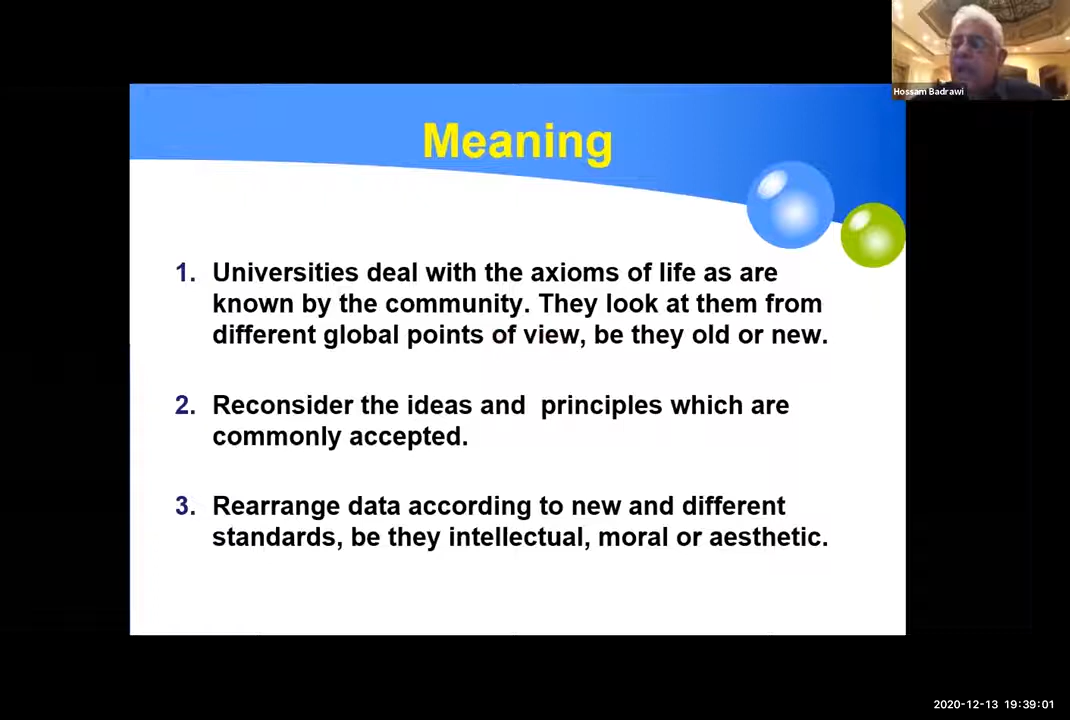 Hossam Badrawi
Meaning
1. Universities deal with the axioms of life as are
known by the community. They look at them from
different global points of view, be they old or new.
2. Reconsider the ideas and  principles which are
commonly accepted.
3. Rearrange data according to new and different
standards, be they intellectual, moral or aesthetic.
2020-12-13 19:39:01